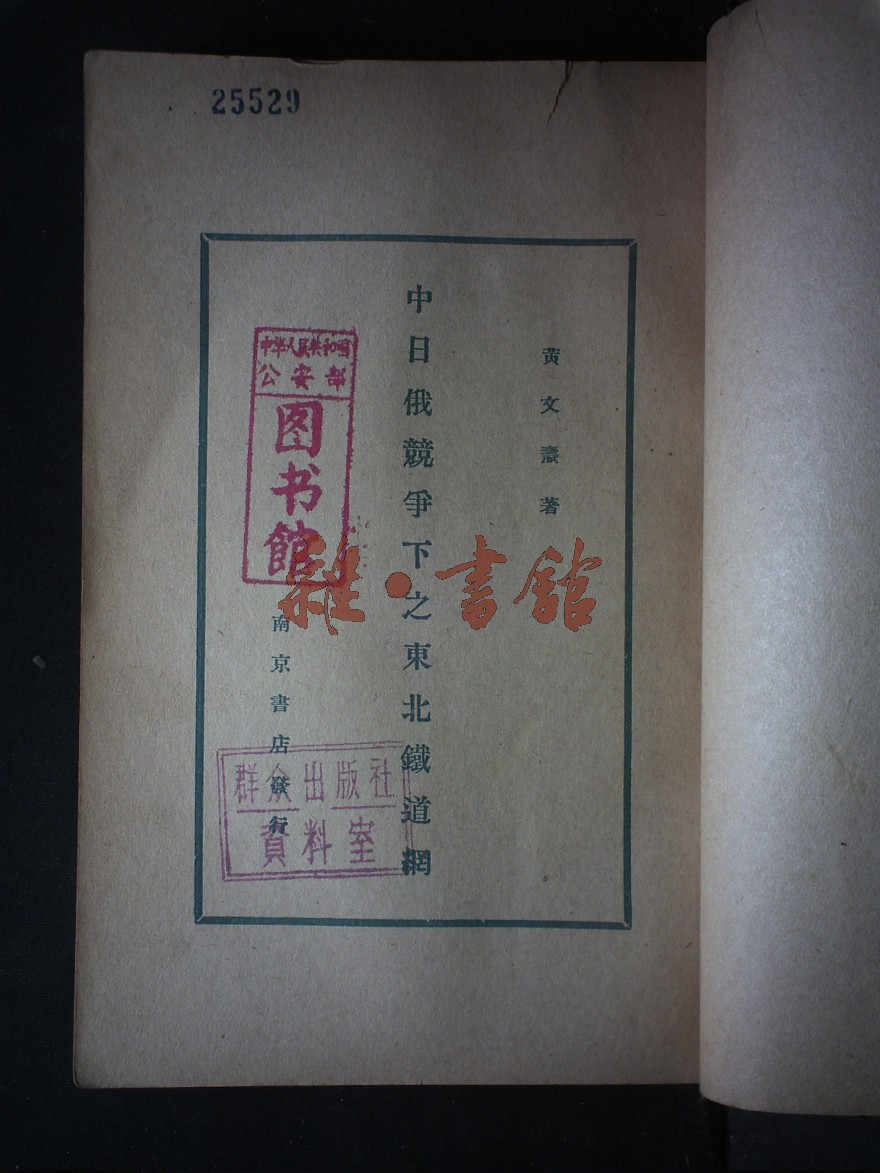 25529
黄文燾著
中日俄競爭下之東北鐵道網
南京書店發行
中华人民共和国
公安部
图书館
群众出版社
資料室
雜·書館